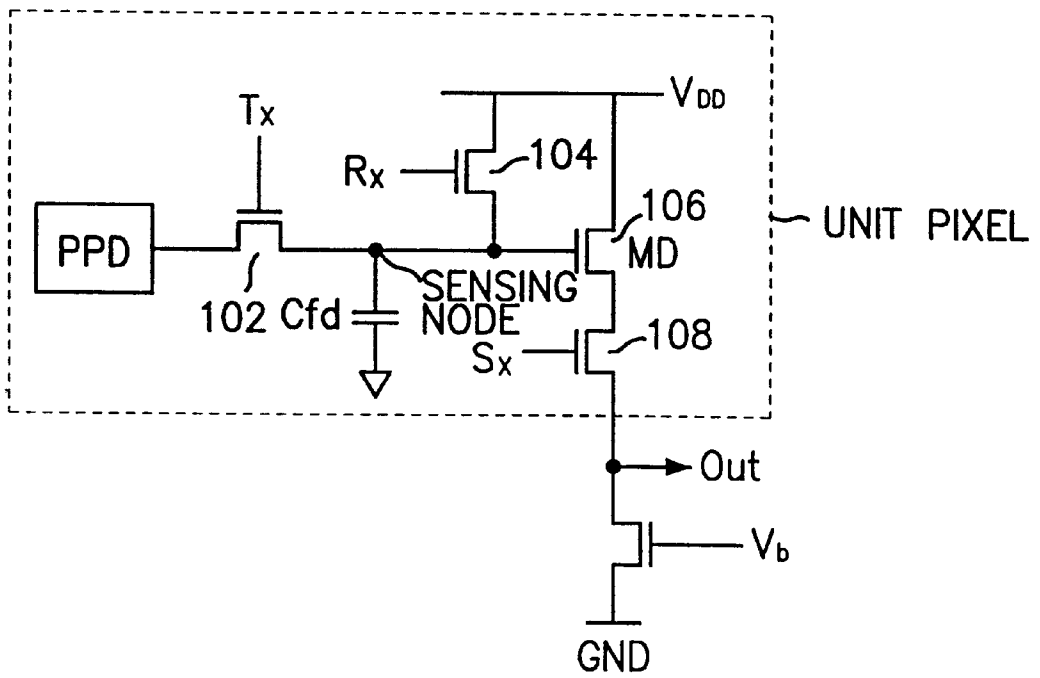 VDD
Tx
Rx
104
PPD
106
MD
UNIT PIXEL
102
Cfd
SENSING
NODE
Sx
108
Out
Vb
GND